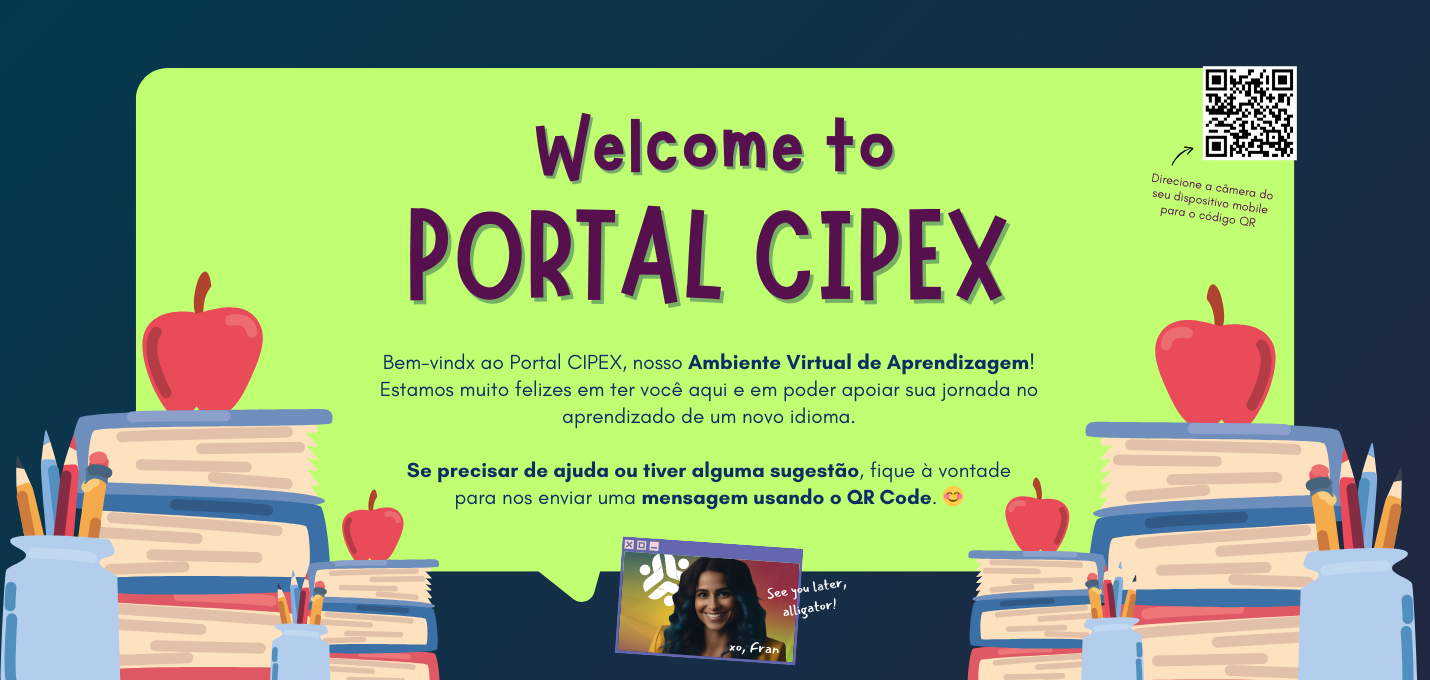 Welcome to
PORTAL CIPEX
Direcione a câmera do
seu dispositivo mobile
para o código QR
Bem-vindx ao Portal CIPEX, nosso Ambiente Virtual de Aprendizagem!
Estamos muito felizes em ter você aqui e em poder apoiar sua jornada no
aprendizado de um novo idioma.
Se precisar de ajuda ou tiver alguma sugestão, fique à vontade
para nos enviar uma mensagem usando o QR Code. 😊
See you later,
alligator!
xo, Fran